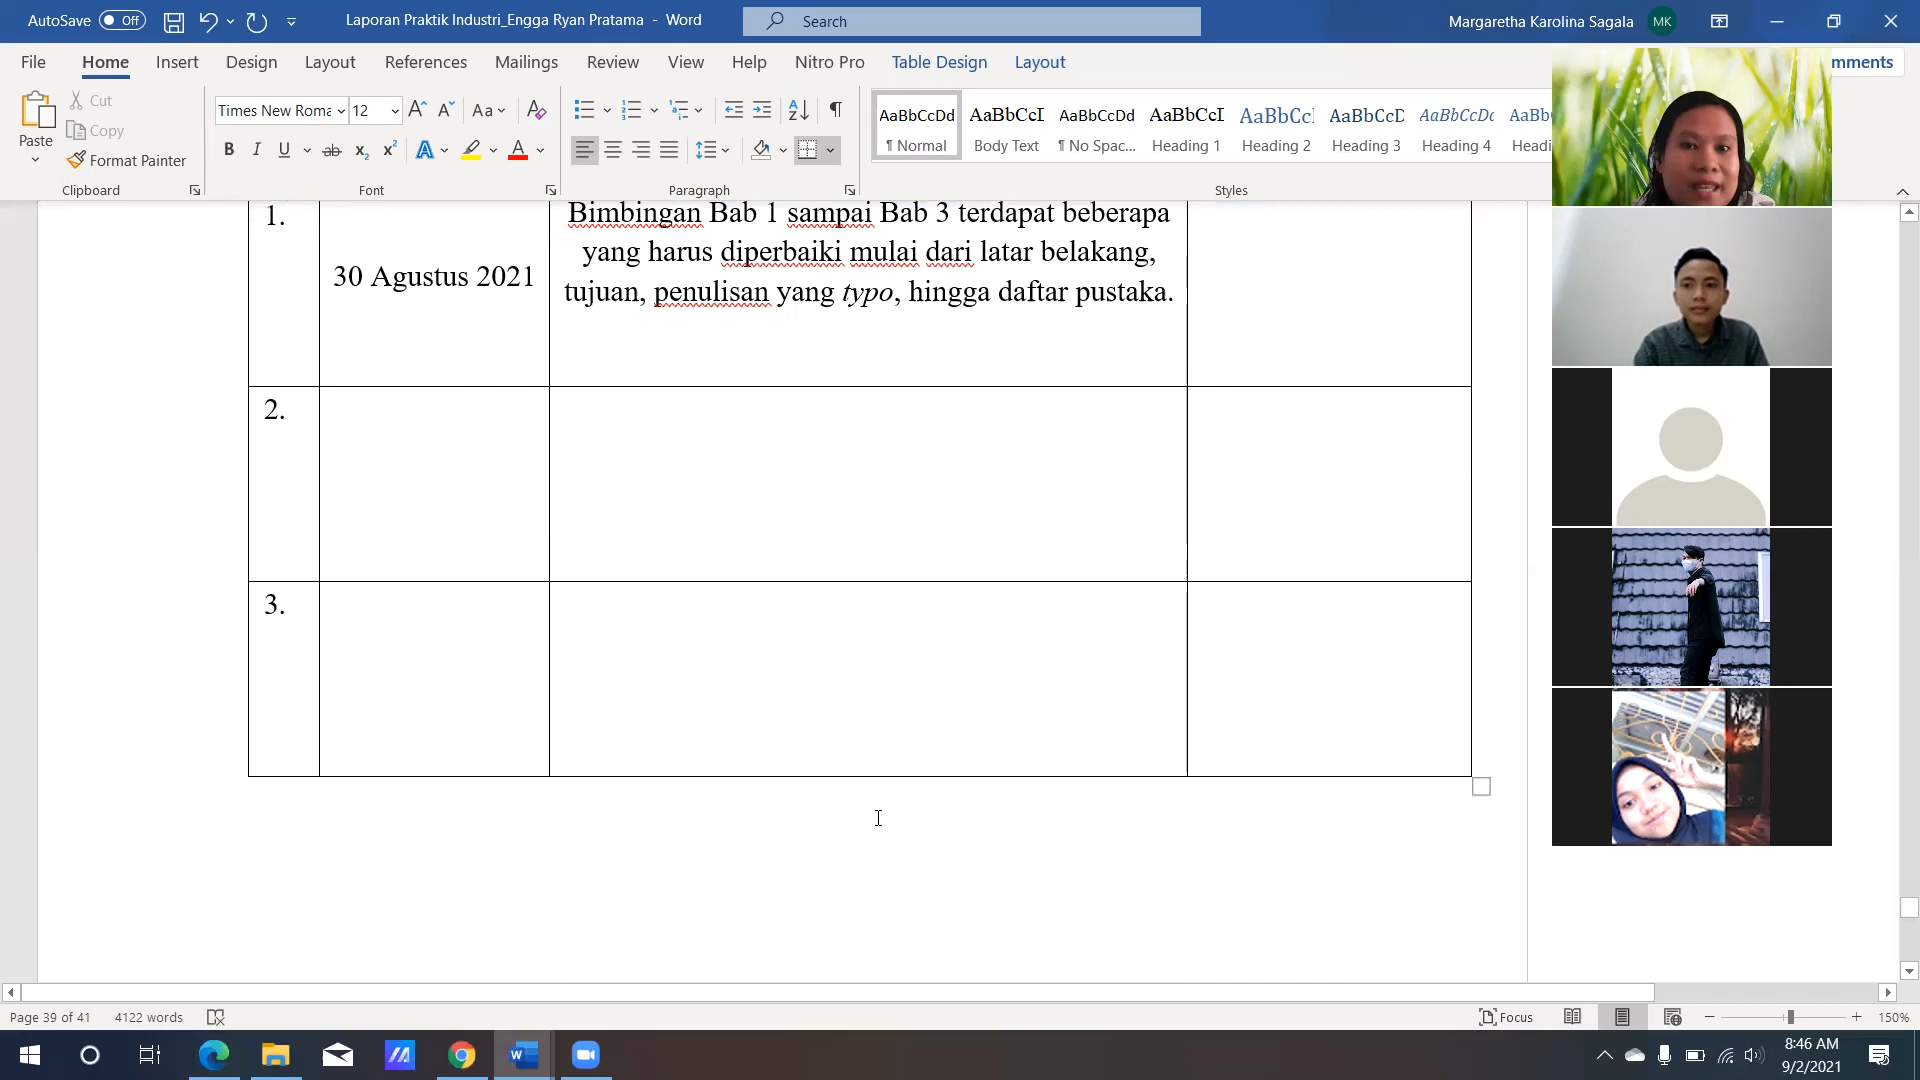 AutoSave Off
Laporan Praktik Industri_Engga Ryan Pratama - Word
Search
Margaretha Karolina Sagala MK
File Home Insert Design Layout References Mailings Review View Help Nitro Pro Table Design Layout
mments
Paste
Cut
Copy
Format Painter
Clipboard
Times New Roma 12
Font
Paragraph
AaBbCcDd AaBbCcI AaBbCcDd AaBbCcI AaBbCc AaBbCcD AaBbCcDc AaBb
¶ Normal Body Text ¶ No Spac... Heading 1 Heading 2 Heading 3 Heading 4 Headi
Styles
1.
30 Agustus 2021
Bimbingan Bab 1 sampai Bab 3 terdapat beberapa
yang harus diperbaiki mulai dari latar belakang,
tujuan, penulisan yang typo, hingga daftar pustaka.
2.
3.
Page 39 of 41 4122 words
Focus
150%
8:46 AM
9/2/2021